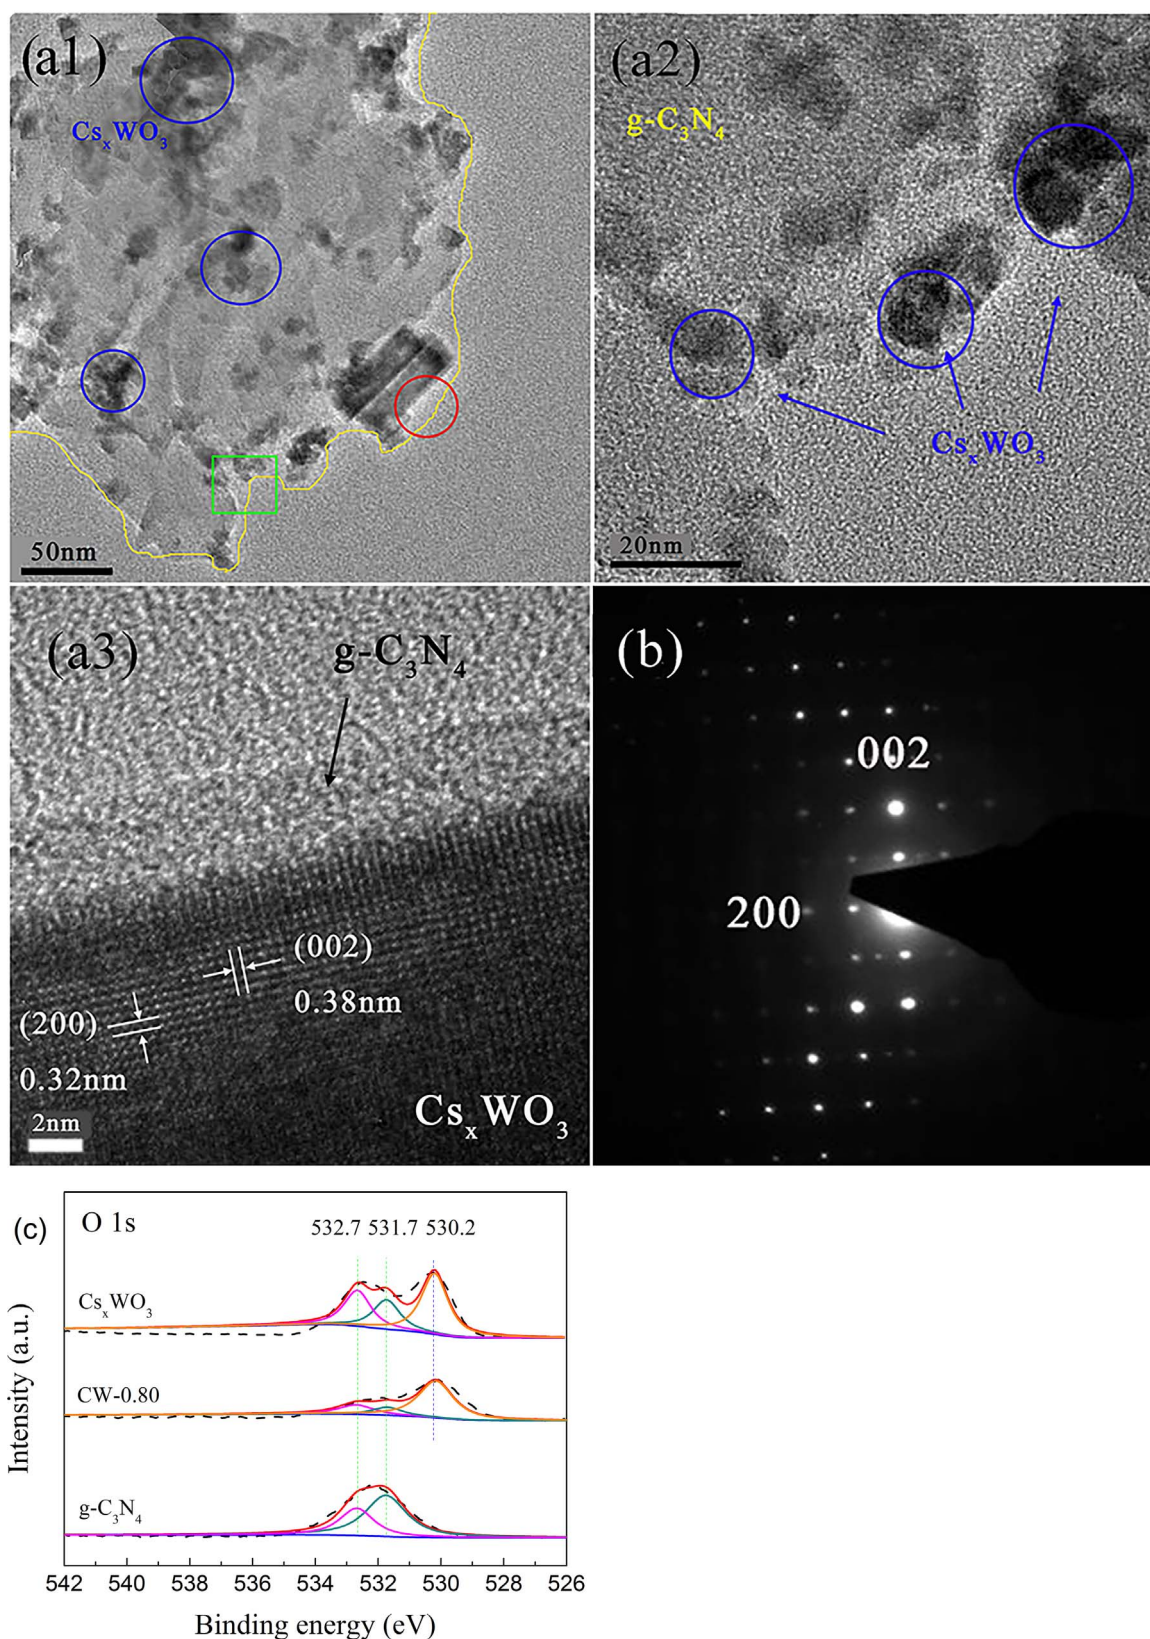 (a1)
CsₓWO₃
50nm
(a2)
g-C₃N₄
CsₓWO₃
20nm
(a3)
g-C₃N₄
(002)
0.38nm
(200)
0.32nm
2nm
CsₓWO₃
(b)
002
200
(c)
O 1s
532.7 531.7 530.2
CsₓWO₃
CW-0.80
g-C₃N₄
Intensity (a.u.)
542 540 538 536 534 532 530 528 526
Binding energy (eV)